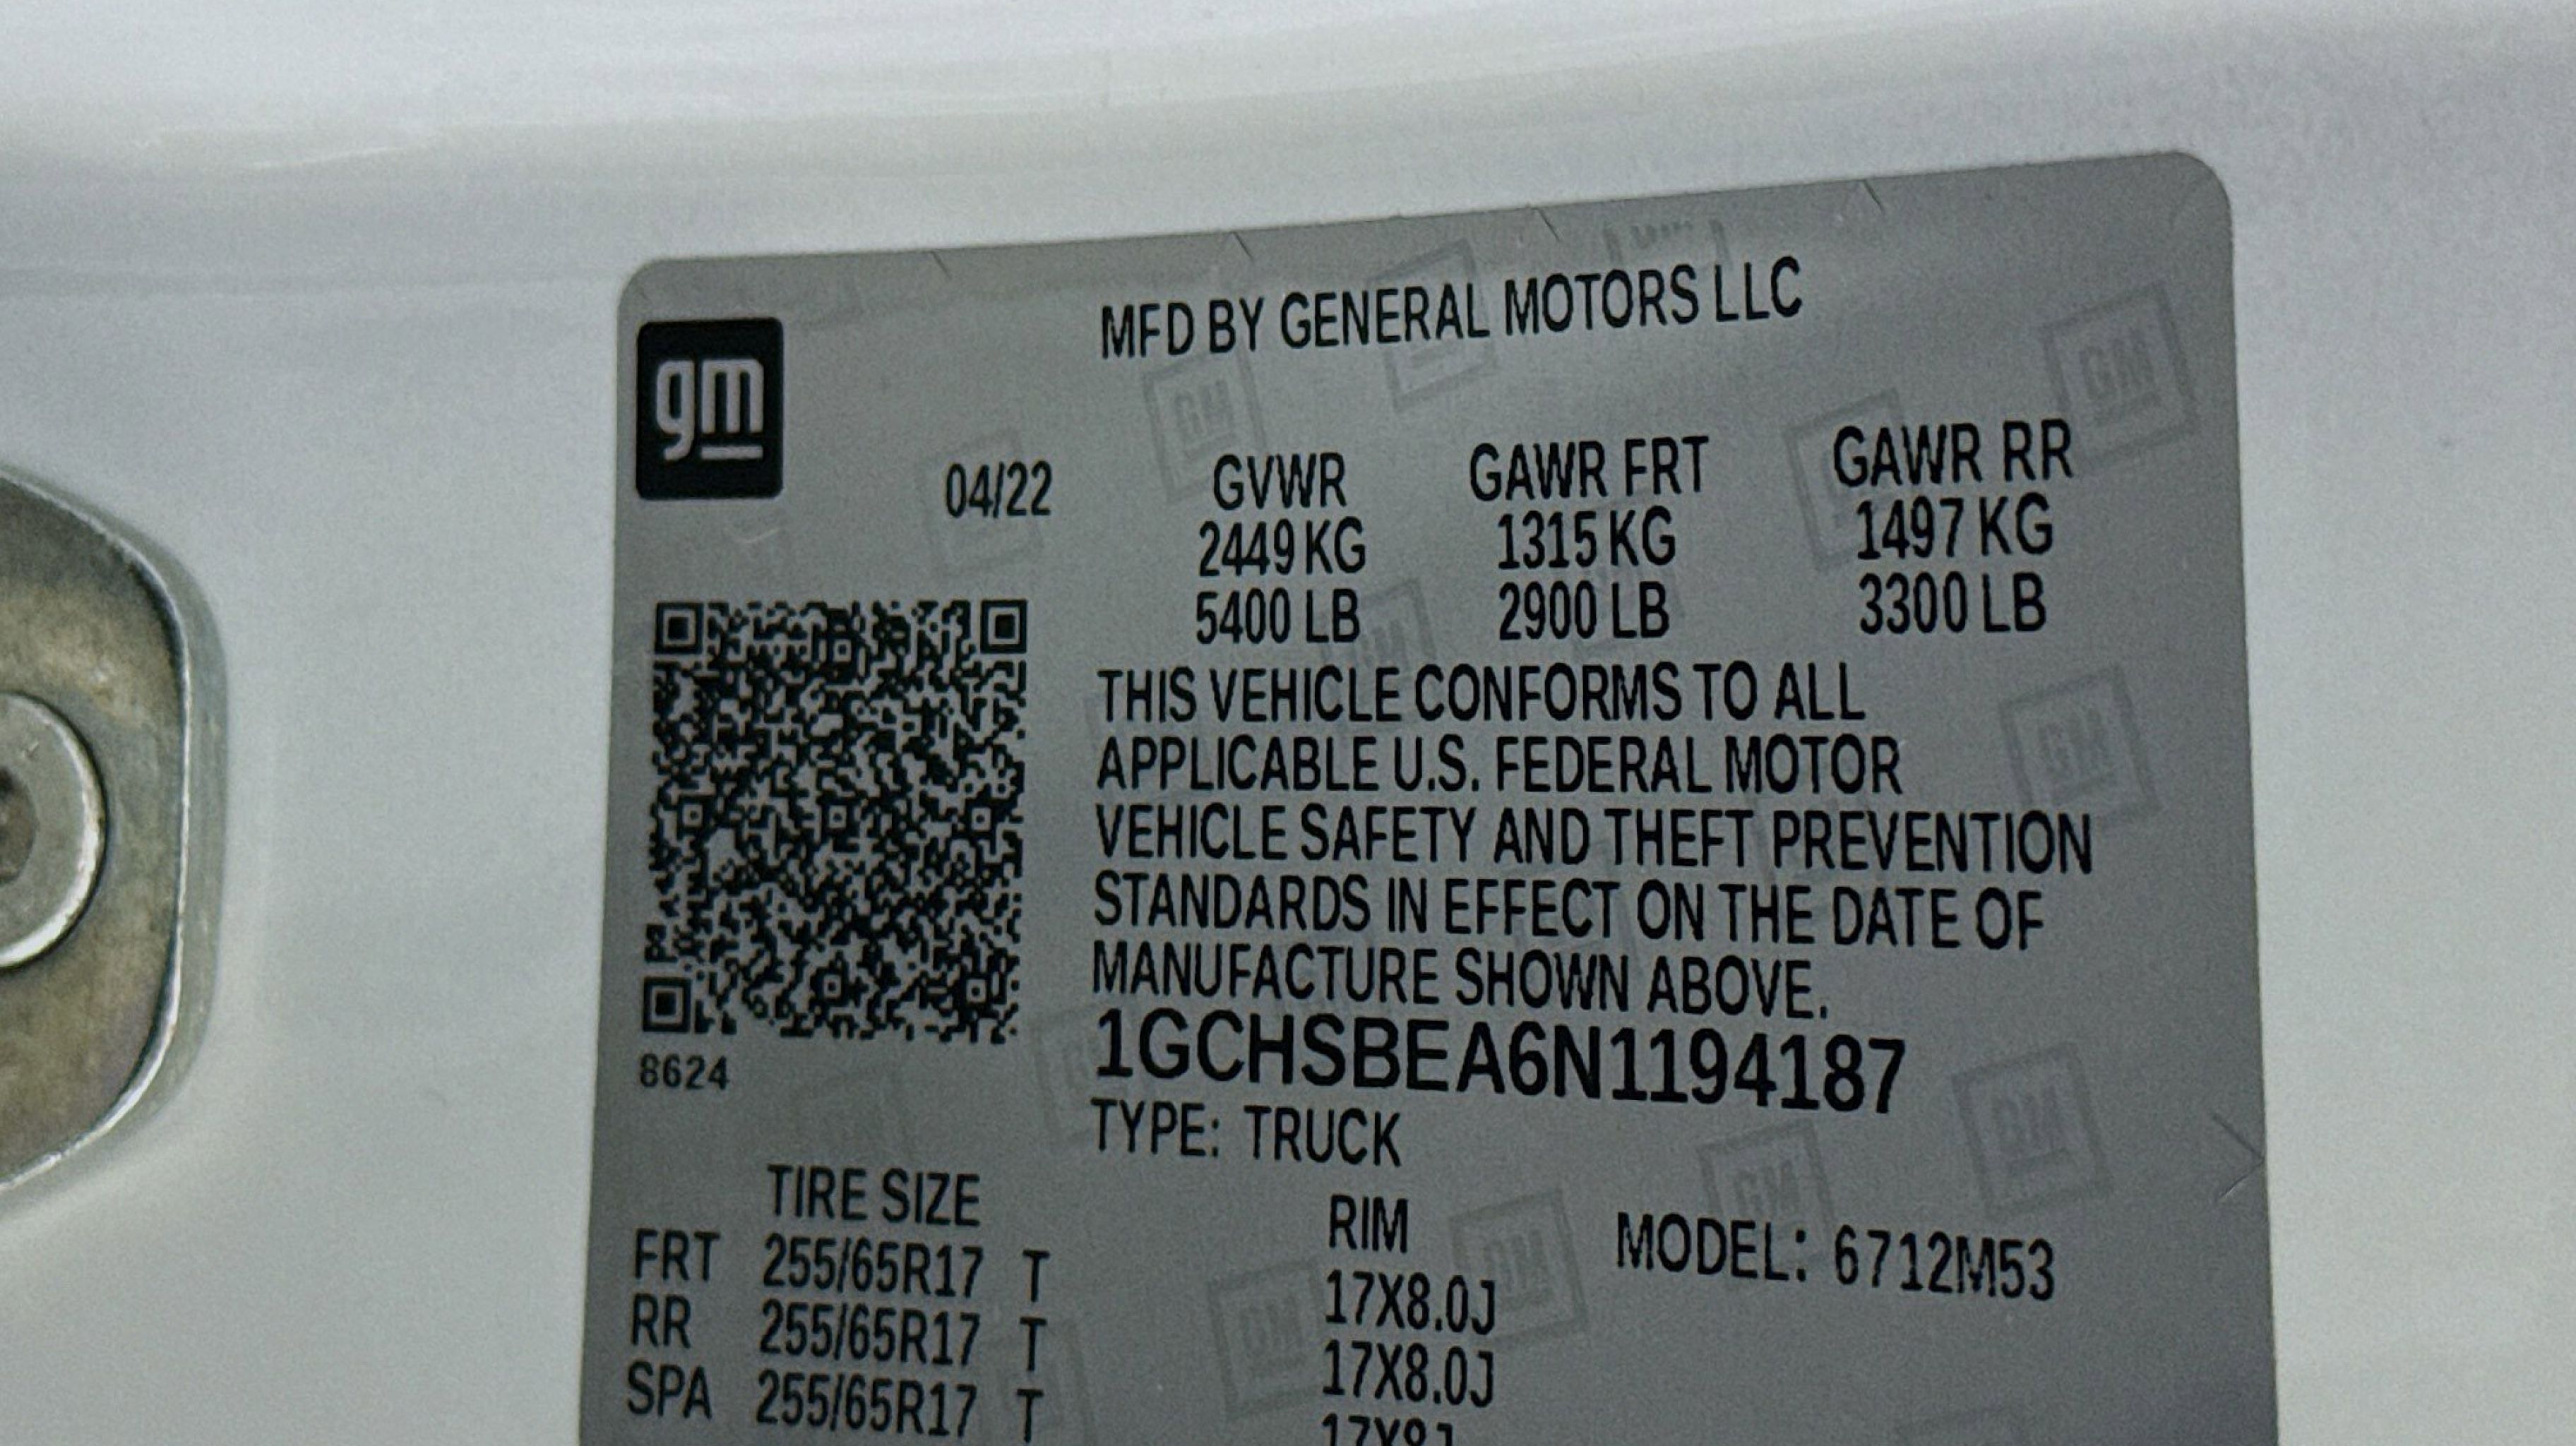 MFD BY GENERAL MOTORS LLC
gm
04/22
GVWR GAWR FRT GAWR RR
2449 KG 1315 KG 1497 KG
5400 LB 2900 LB 3300 LB
THIS VEHICLE CONFORMS TO ALL
APPLICABLE U.S. FEDERAL MOTOR
VEHICLE SAFETY AND THEFT PREVENTION
STANDARDS IN EFFECT ON THE DATE OF
MANUFACTURE SHOWN ABOVE.
1GCHSBEA6N1194187
8624
TYPE: TRUCK
TIRE SIZE RIM MODEL: 6712M53
FRT 255/65R17 T 17X8.0J
RR 255/65R17 T 17X8.0J
SPA 255/65R17 T 17X8J